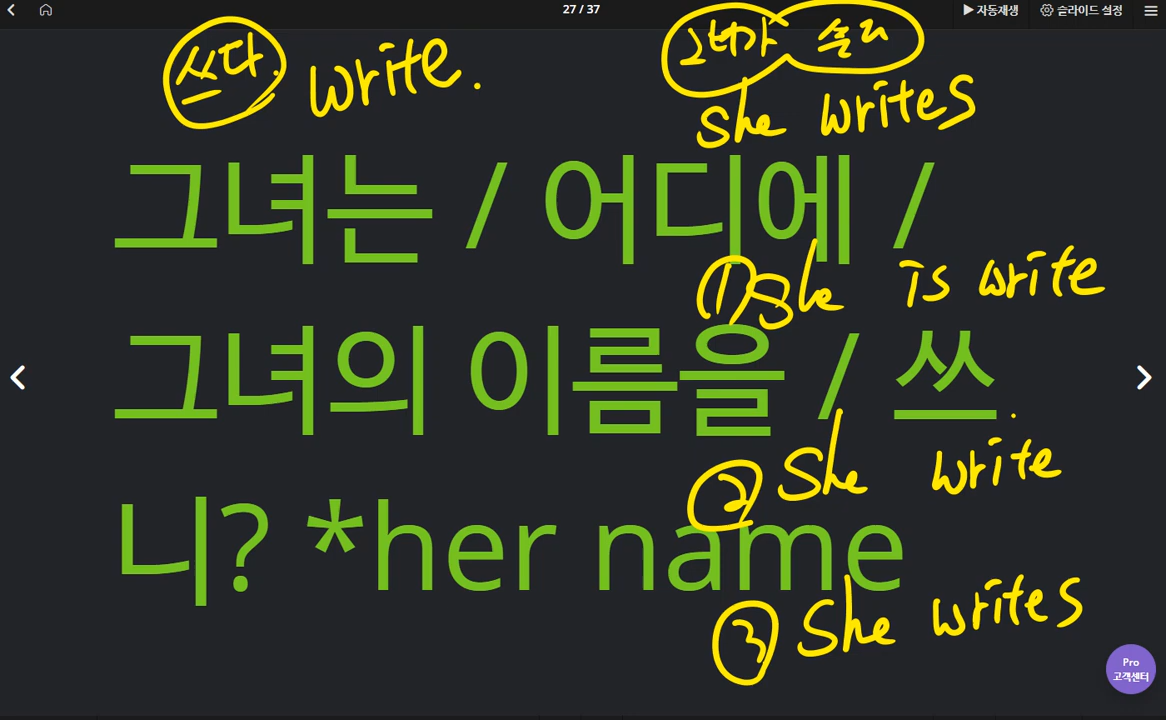 27 / 37
자동재생
슬라이드 설정
쓰다. write.
그녀가
she writes
그녀는 / 어디에 /
① She is write
그녀의 이름을 / 쓰
② She write
니? *her name
③ She writes
Pro
고객센터